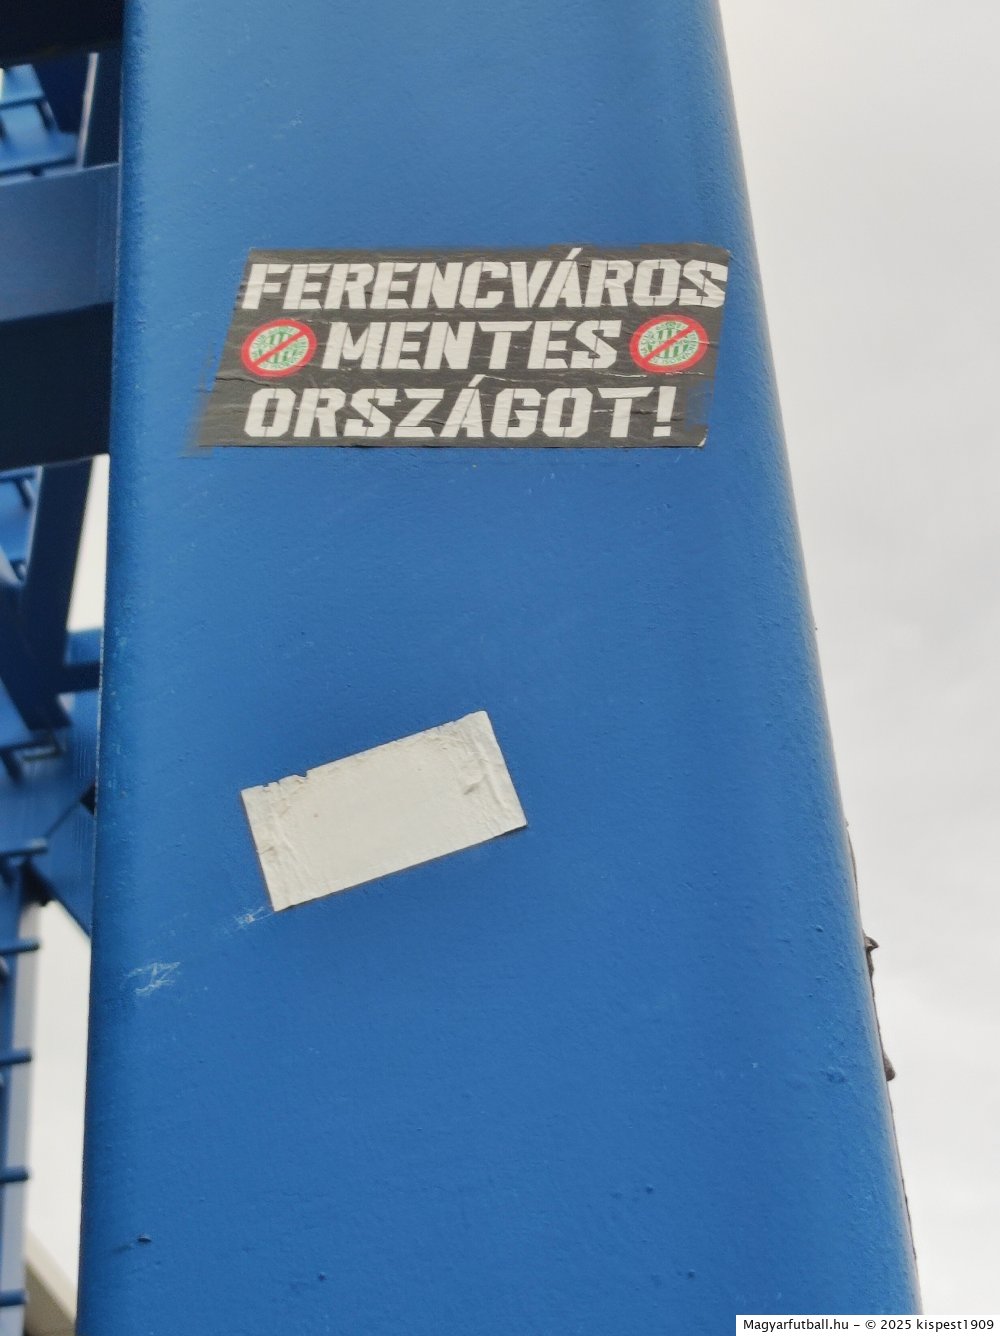 FERENCVÁROS
MENTES
ORSZÁGOT!
Magyarfutball.hu - © 2025 kispest1909